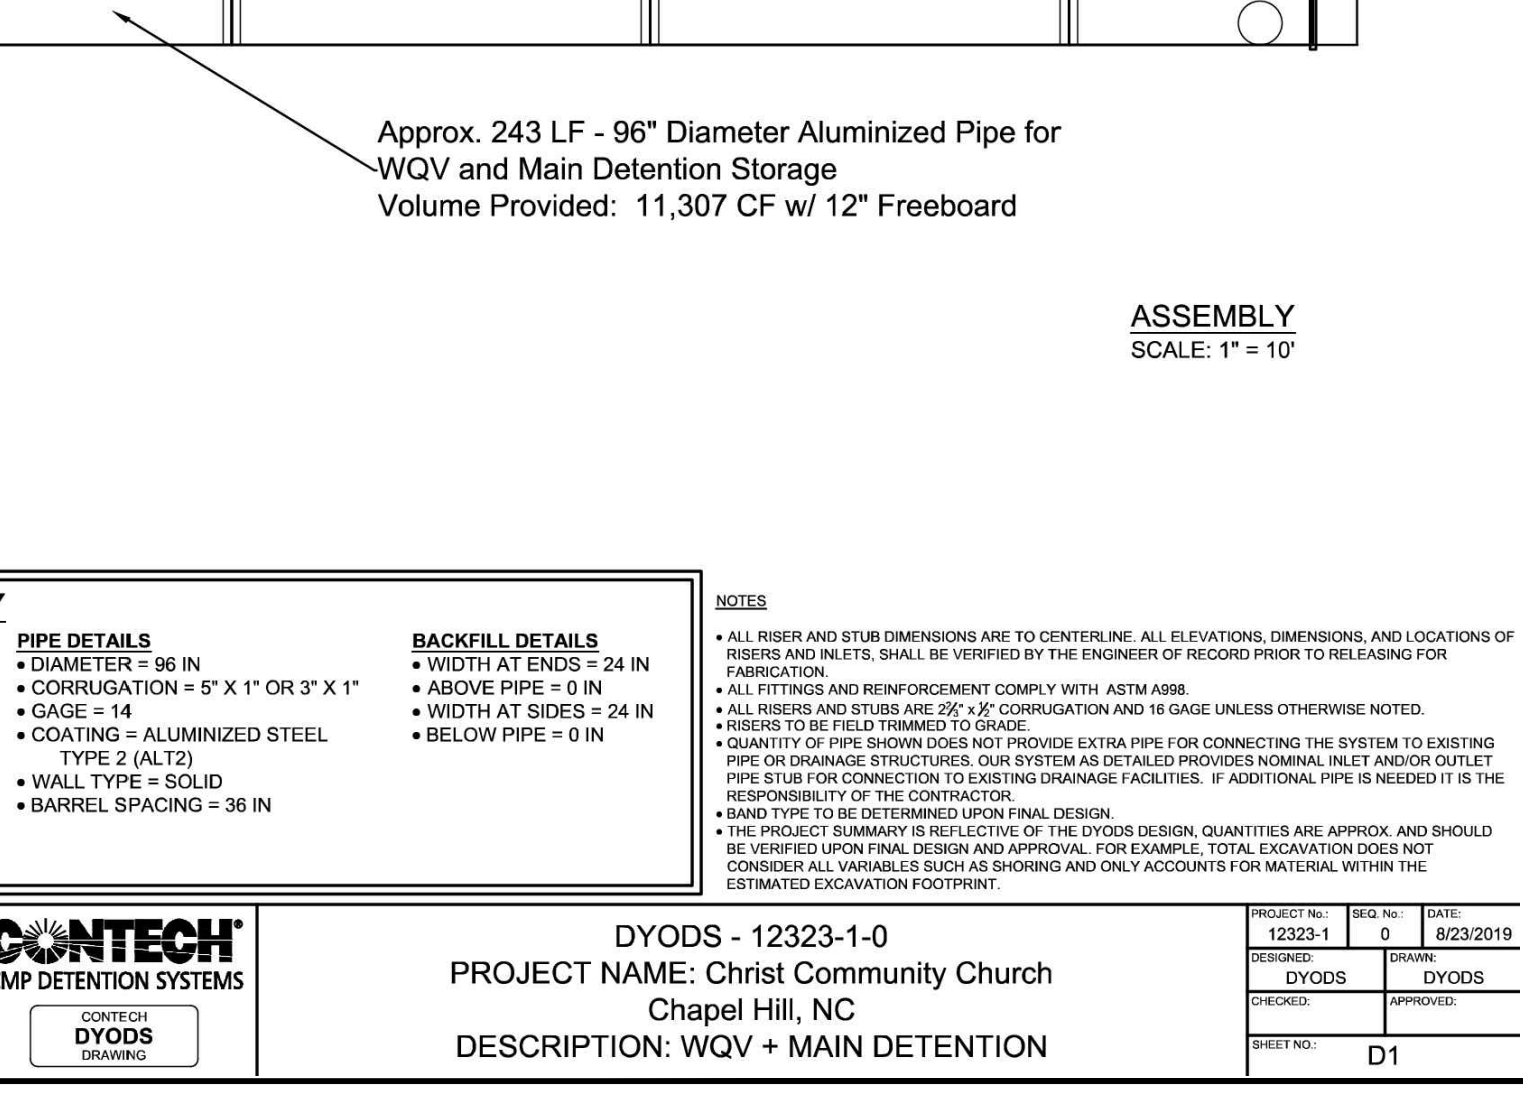 Approx. 243 LF - 96" Diameter Aluminized Pipe for
WQV and Main Detention Storage
Volume Provided: 11,307 CF w/ 12" Freeboard
ASSEMBLY
SCALE: 1" = 10'
PIPE DETAILS
• DIAMETER = 96 IN
• CORRUGATION = 5" X 1" OR 3" X 1"
• GAGE = 14
• COATING = ALUMINIZED STEEL
TYPE 2 (ALT2)
• WALL TYPE = SOLID
• BARREL SPACING = 36 IN
BACKFILL DETAILS
• WIDTH AT ENDS = 24 IN
• ABOVE PIPE = 0 IN
• WIDTH AT SIDES = 24 IN
• BELOW PIPE = 0 IN
NOTES
• ALL RISER AND STUB DIMENSIONS ARE TO CENTERLINE. ALL ELEVATIONS, DIMENSIONS, AND LOCATIONS OF
RISERS AND INLETS, SHALL BE VERIFIED BY THE ENGINEER OF RECORD PRIOR TO RELEASING FOR
FABRICATION.
• ALL FITTINGS AND REINFORCEMENT COMPLY WITH ASTM A998.
• ALL RISERS AND STUBS ARE 2⅔" x ½" CORRUGATION AND 16 GAGE UNLESS OTHERWISE NOTED.
• RISERS TO BE FIELD TRIMMED TO GRADE.
• QUANTITY OF PIPE SHOWN DOES NOT PROVIDE EXTRA PIPE FOR CONNECTING THE SYSTEM TO EXISTING
PIPE OR DRAINAGE STRUCTURES. OUR SYSTEM AS DETAILED PROVIDES NOMINAL INLET AND/OR OUTLET
PIPE STUB FOR CONNECTION TO EXISTING DRAINAGE FACILITIES. IF ADDITIONAL PIPE IS NEEDED IT IS THE
RESPONSIBILITY OF THE CONTRACTOR.
• BAND TYPE TO BE DETERMINED UPON FINAL DESIGN.
• THE PROJECT SUMMARY IS REFLECTIVE OF THE DYODS DESIGN, QUANTITIES ARE APPROX. AND SHOULD
BE VERIFIED UPON FINAL DESIGN AND APPROVAL. FOR EXAMPLE, TOTAL EXCAVATION DOES NOT
CONSIDER ALL VARIABLES SUCH AS SHORING AND ONLY ACCOUNTS FOR MATERIAL WITHIN THE
ESTIMATED EXCAVATION FOOTPRINT.
CONTECH®
MP DETENTION SYSTEMS
CONTECH
DYODS
DRAWING
DYODS - 12323-1-0
PROJECT NAME: Christ Community Church
Chapel Hill, NC
DESCRIPTION: WQV + MAIN DETENTION
PROJECT No.:
12323-1
SEQ. No.:
0
DATE:
8/23/2019
DESIGNED:
DYODS
DRAWN:
DYODS
CHECKED:
APPROVED:
SHEET NO.:
D1